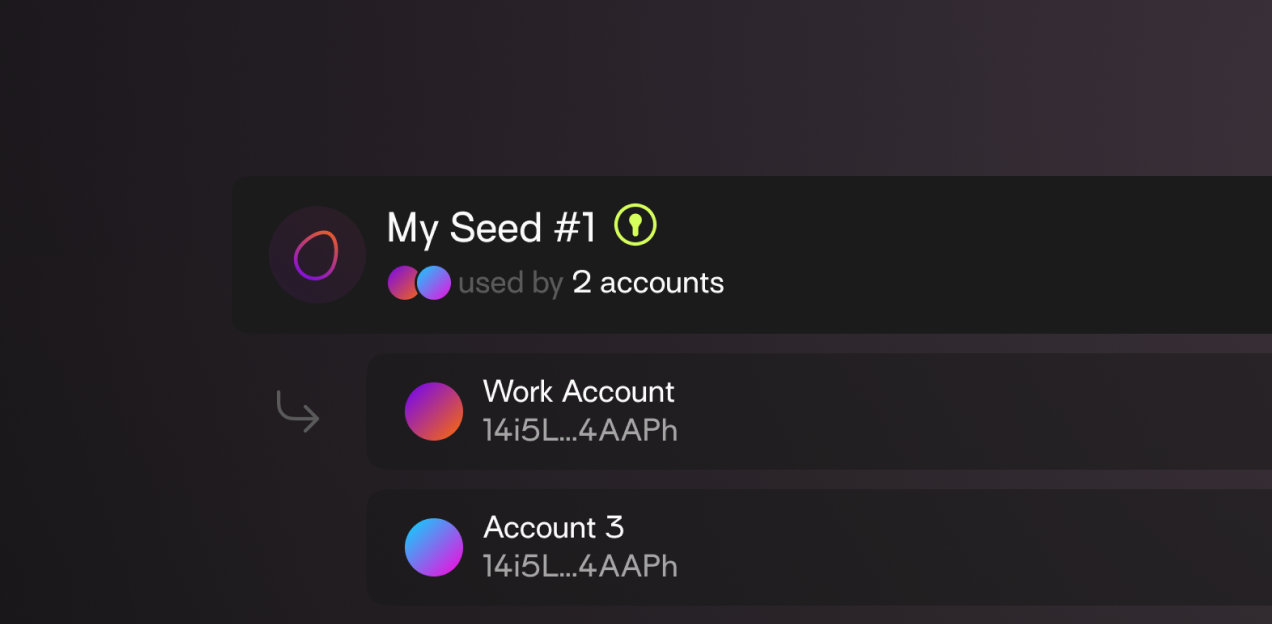 My Seed #1
used by 2 accounts
Work Account
14i5L...4AAPh
Account 3
14i5L...4AAPh